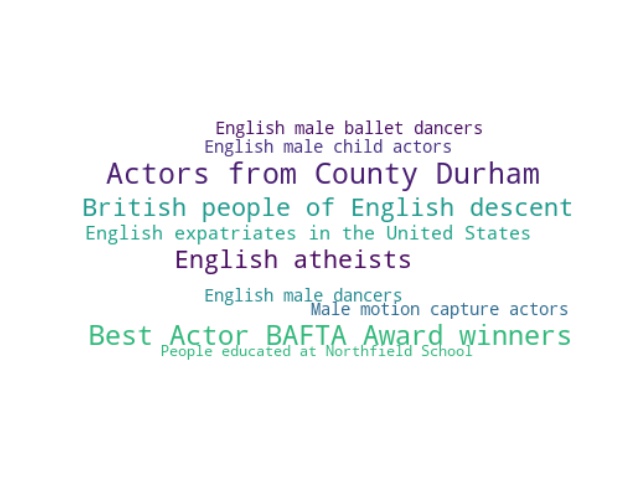 English male ballet dancers
English male child actors
Actors from County Durham
British people of English descent
English expatriates in the United States
English atheists
English male dancers
Male motion capture actors
Best Actor BAFTA Award winners
People educated at Northfield School